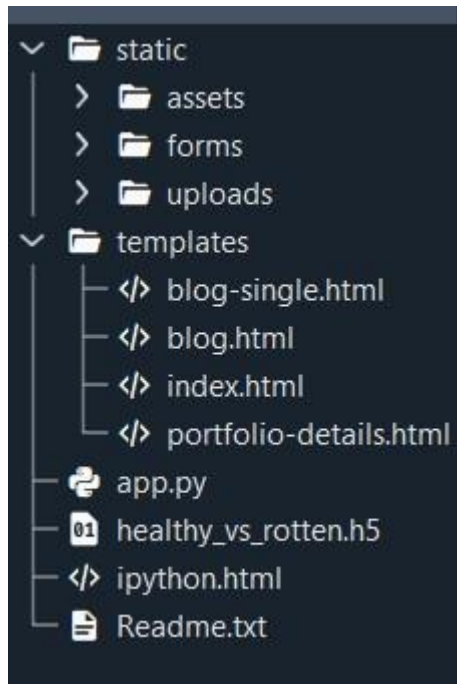 static
assets
forms
uploads
templates
</> blog-single.html
</> blog.html
</> index.html
</> portfolio-details.html
app.py
01 healthy_vs_rotten.h5
</> ipython.html
Readme.txt